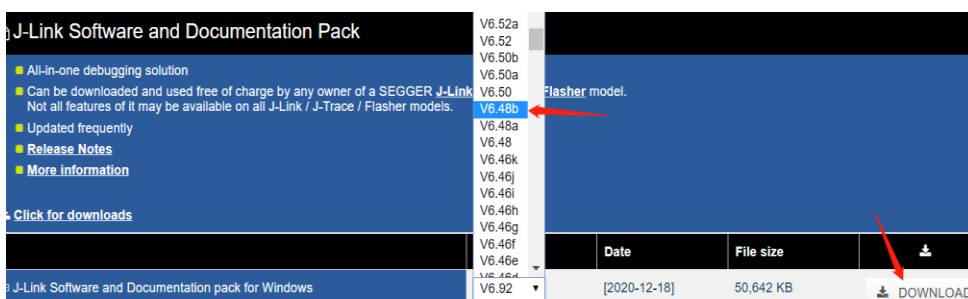 J-Link Software and Documentation Pack
All-in-one debugging solution
Can be downloaded and used free of charge by any owner of a SEGGER J-Link Flasher model.
Not all features of it may be available on all J-Link / J-Trace / Flasher models.
Updated frequently
Release Notes
More information
Click for downloads
V6.52a
V6.52
V6.50b
V6.50a
V6.50
V6.48b
V6.48a
V6.48
V6.46k
V6.46j
V6.46i
V6.46h
V6.46g
V6.46f
V6.46e
V6.46d
Date
File size
J-Link Software and Documentation pack for Windows
V6.92
[2020-12-18]
50,642 KB
DOWNLOAD